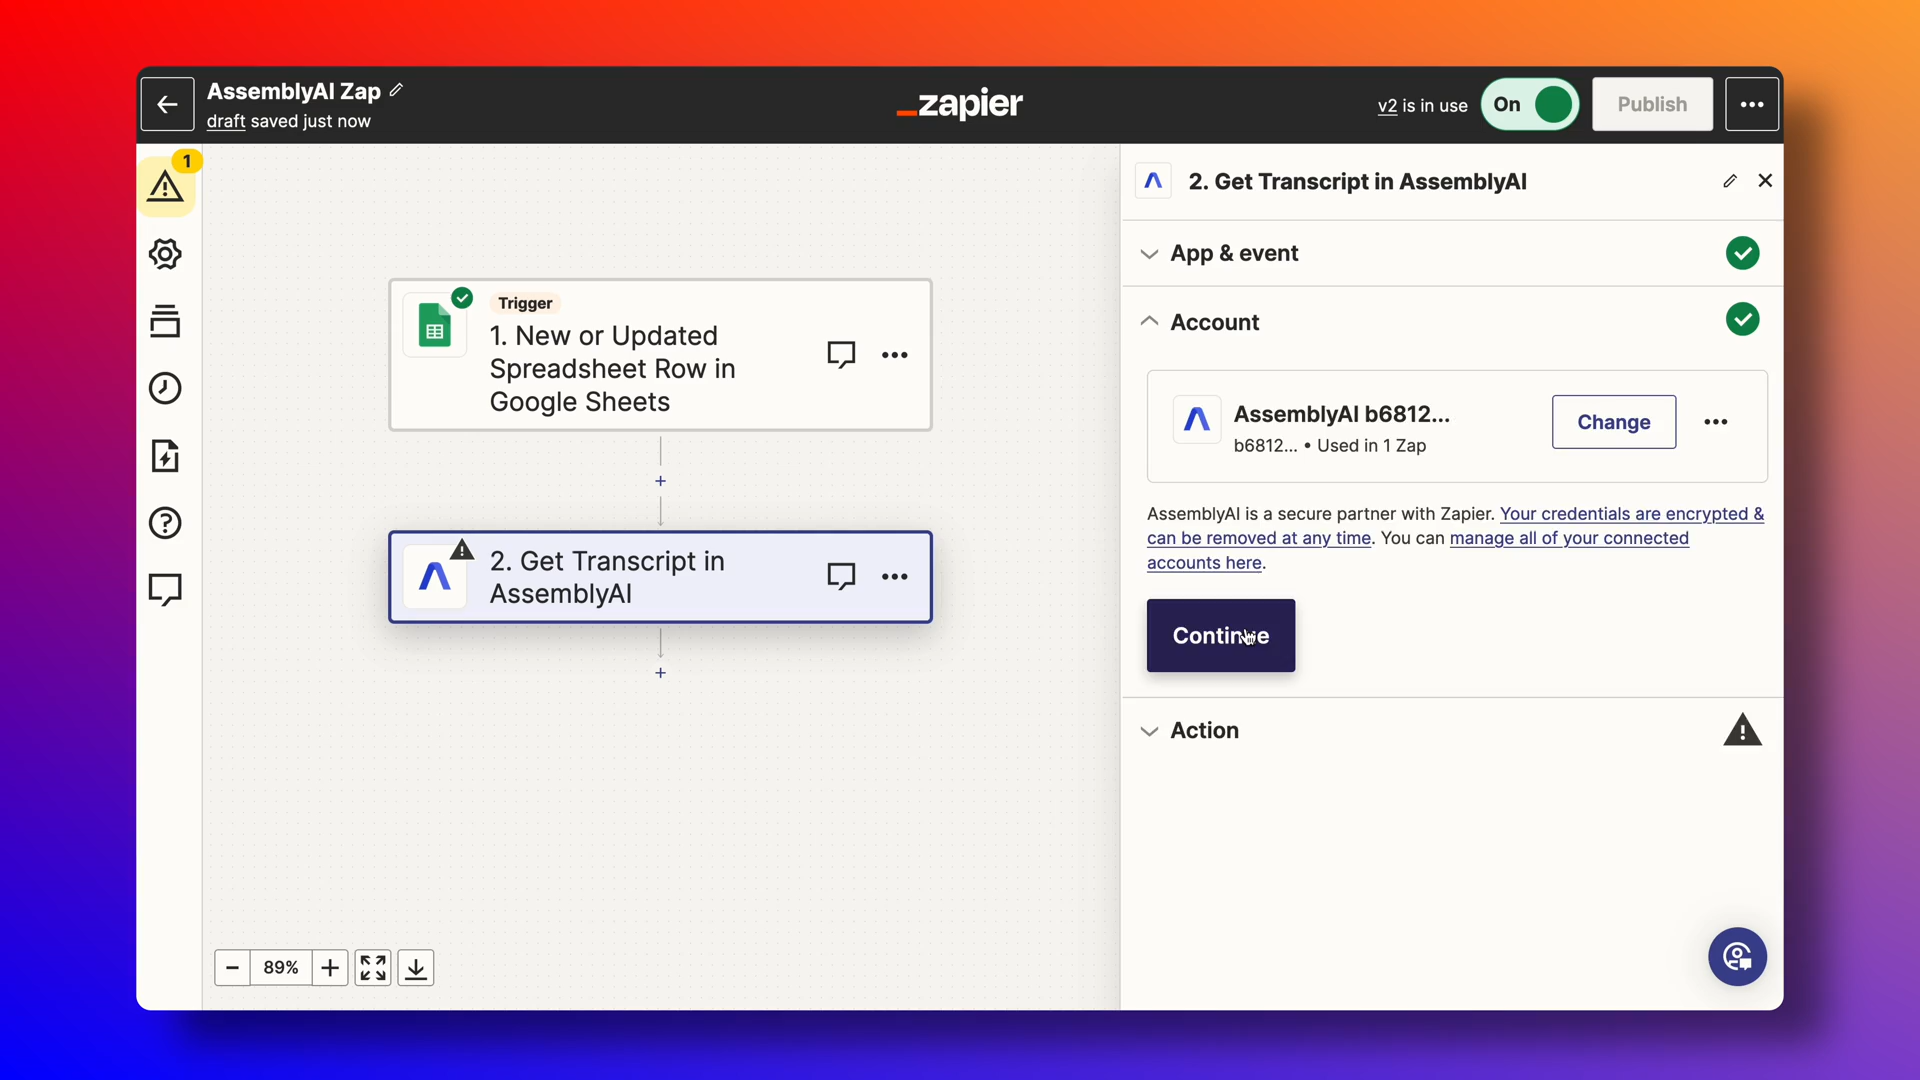 AssemblyAI Zap
draft saved just now
zapier
v2 is in use
On
Publish
1
Trigger
1. New or Updated
Spreadsheet Row in
Google Sheets
+
2. Get Transcript in
AssemblyAI
+
89%
2. Get Transcript in AssemblyAI
App & event
Account
AssemblyAI b6812...
b6812... • Used in 1 Zap
Change
AssemblyAI is a secure partner with Zapier. Your credentials are encrypted &
can be removed at any time. You can manage all of your connected
accounts here.
Continue
Action